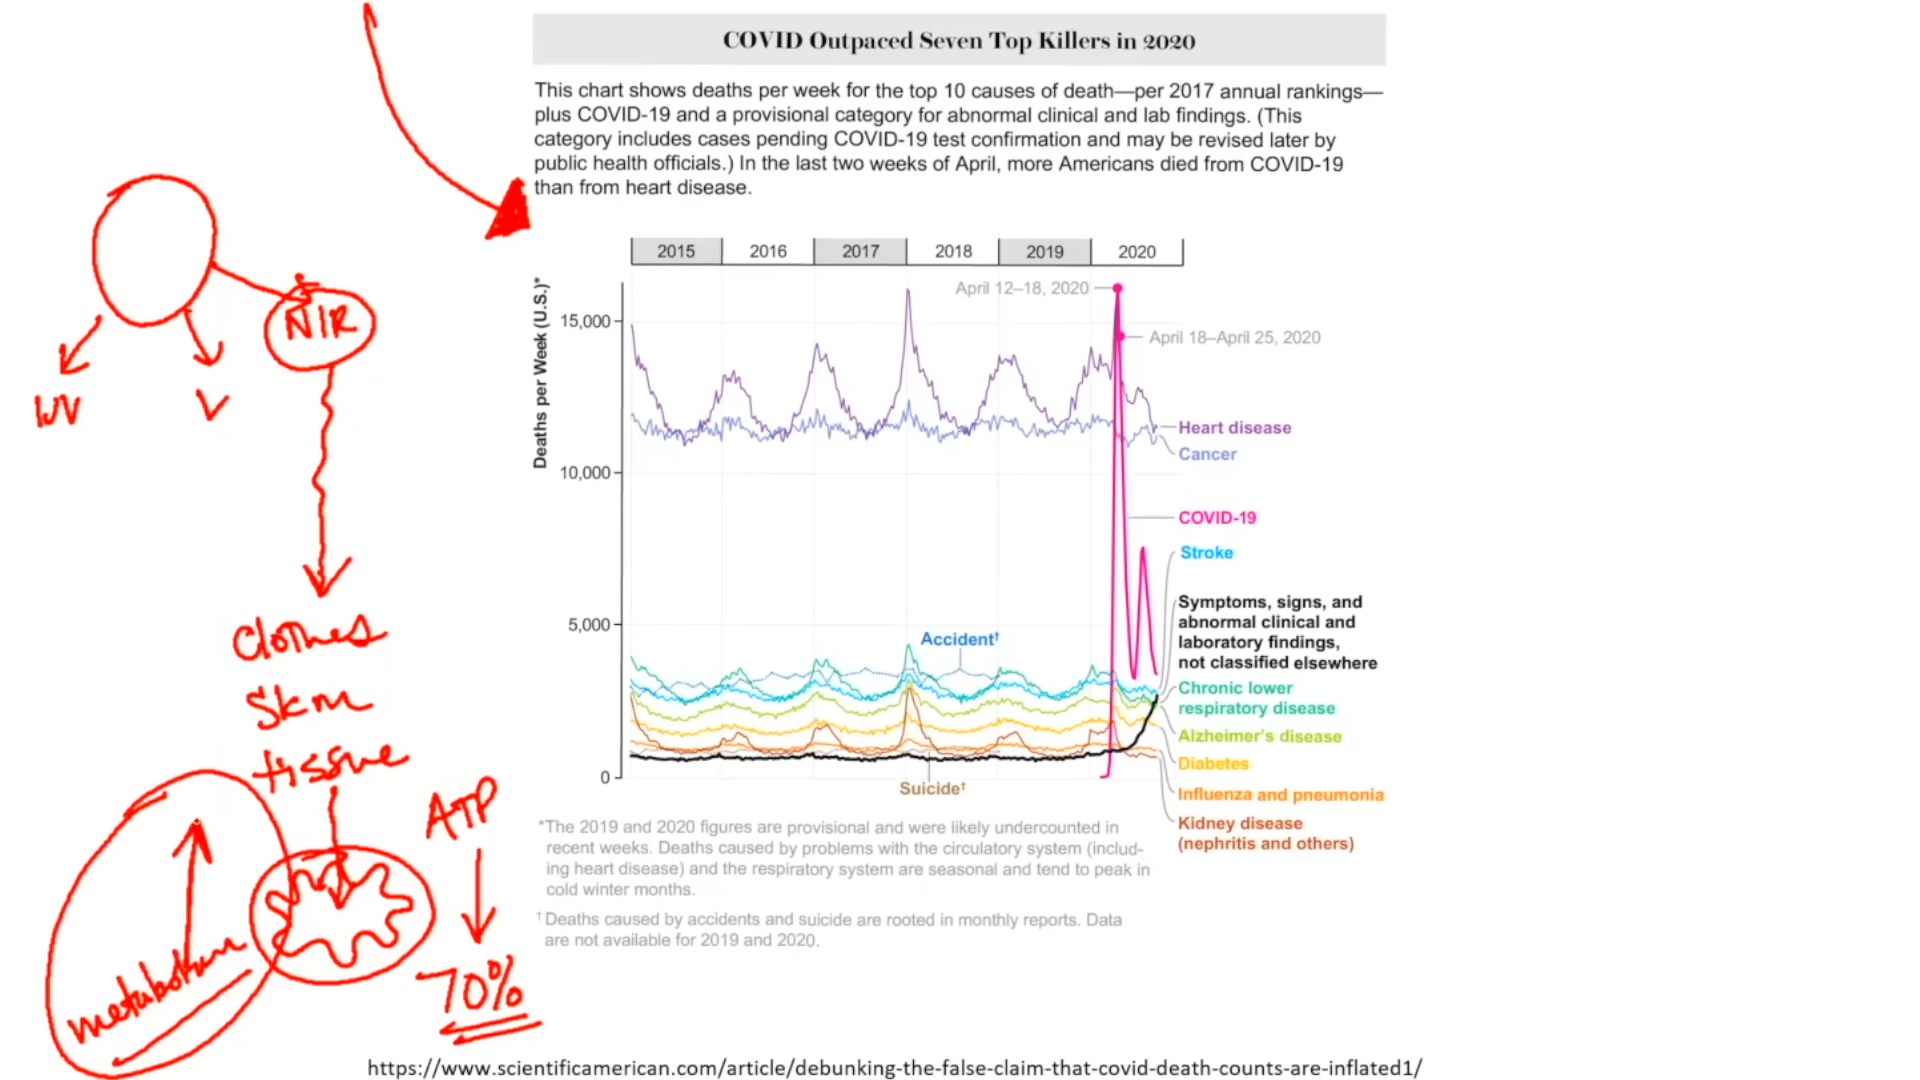 COVID Outpaced Seven Top Killers in 2020
This chart shows deaths per week for the top 10 causes of death—per 2017 annual rankings—
plus COVID-19 and a provisional category for abnormal clinical and lab findings. (This
category includes cases pending COVID-19 test confirmation and may be revised later by
public health officials.) In the last two weeks of April, more Americans died from COVID-19
than from heart disease.
2015 2016 2017 2018 2019 2020
Deaths per Week (U.S.)*
15,000
10,000
5,000
0
April 12–18, 2020
April 18–April 25, 2020
Heart disease
Cancer
COVID-19
Stroke
Symptoms, signs, and
abnormal clinical and
laboratory findings,
not classified elsewhere
Chronic lower
respiratory disease
Alzheimer's disease
Diabetes
Influenza and pneumonia
Kidney disease
(nephritis and others)
Accident†
Suicide†
*The 2019 and 2020 figures are provisional and were likely undercounted in
recent weeks. Deaths caused by problems with the circulatory system (includ-
ing heart disease) and the respiratory system are seasonal and tend to peak in
cold winter months.
† Deaths caused by accidents and suicide are rooted in monthly reports. Data
are not available for 2019 and 2020.
NIR
UV
V
Clothes
Skin
tissue
ATP
70%
metabolism
https://www.scientificamerican.com/article/debunking-the-false-claim-that-covid-death-counts-are-inflated1/